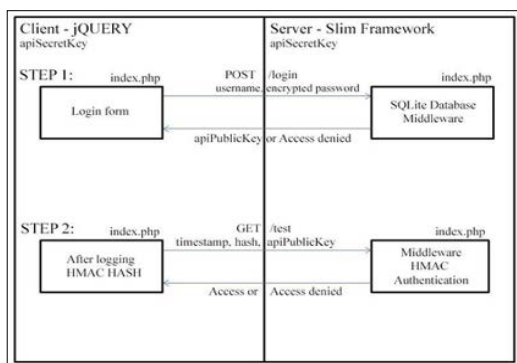 Client - jQUERY
apiSecretKey
Server - Slim Framework
apiSecretKey
STEP 1:
index.php
POST /login
index.php
username, encrypted password
Login form
SQLite Database
Middleware
apiPublicKey or Access denied
STEP 2:
index.php
GET /test
index.php
timestamp, hash, apiPublicKey
After logging
HMAC HASH
Middleware
HMAC
Authentication
Access or Access denied